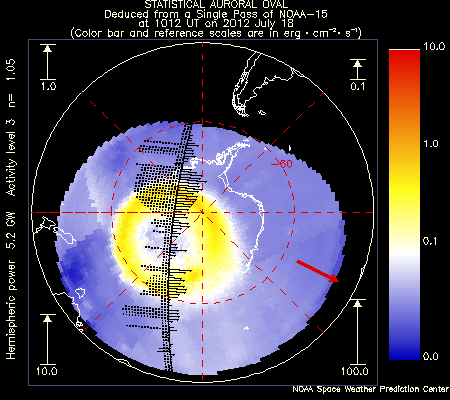 STATISTICAL AURORAL OVAL
Deduced from a Single Pass of NOAA-15
at 1012 UT on 2012 July 18
(Color bar and reference scales are in erg · cm⁻² · s⁻¹)
1.0
0.1
10.0
1.0
0.1
0.0
-60
10.0
100.0
Hemispheric power 5.2 GW Activity level 3 n= 1.05
NOAA Space Weather Prediction Center